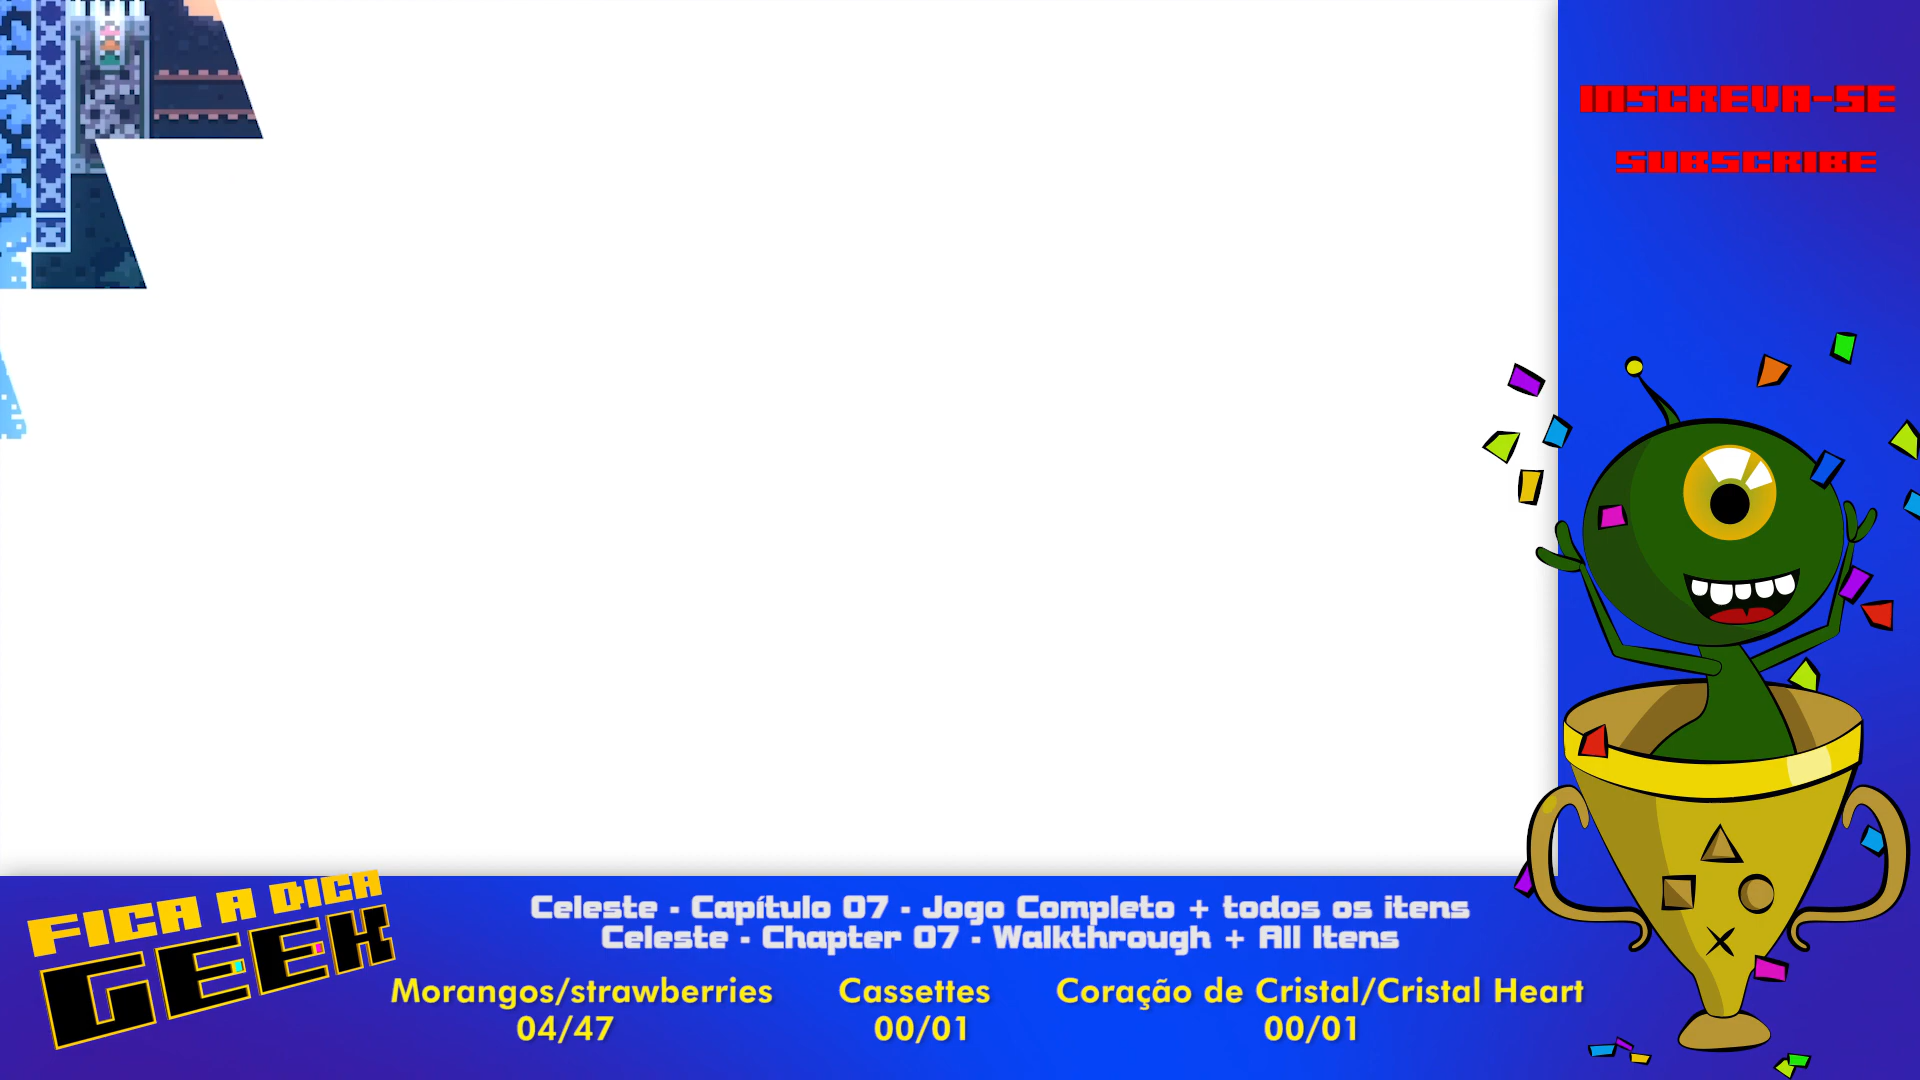 INSCREVA-SE
SUBSCRIBE
FICA A DICA
GEEK
Celeste - Capítulo 07 - Jogo Completo + todos os itens
Celeste - Chapter 07 - Walkthrough + All Itens
Morangos/strawberries
04/47
Cassettes
00/01
Coração de Cristal/Cristal Heart
00/01